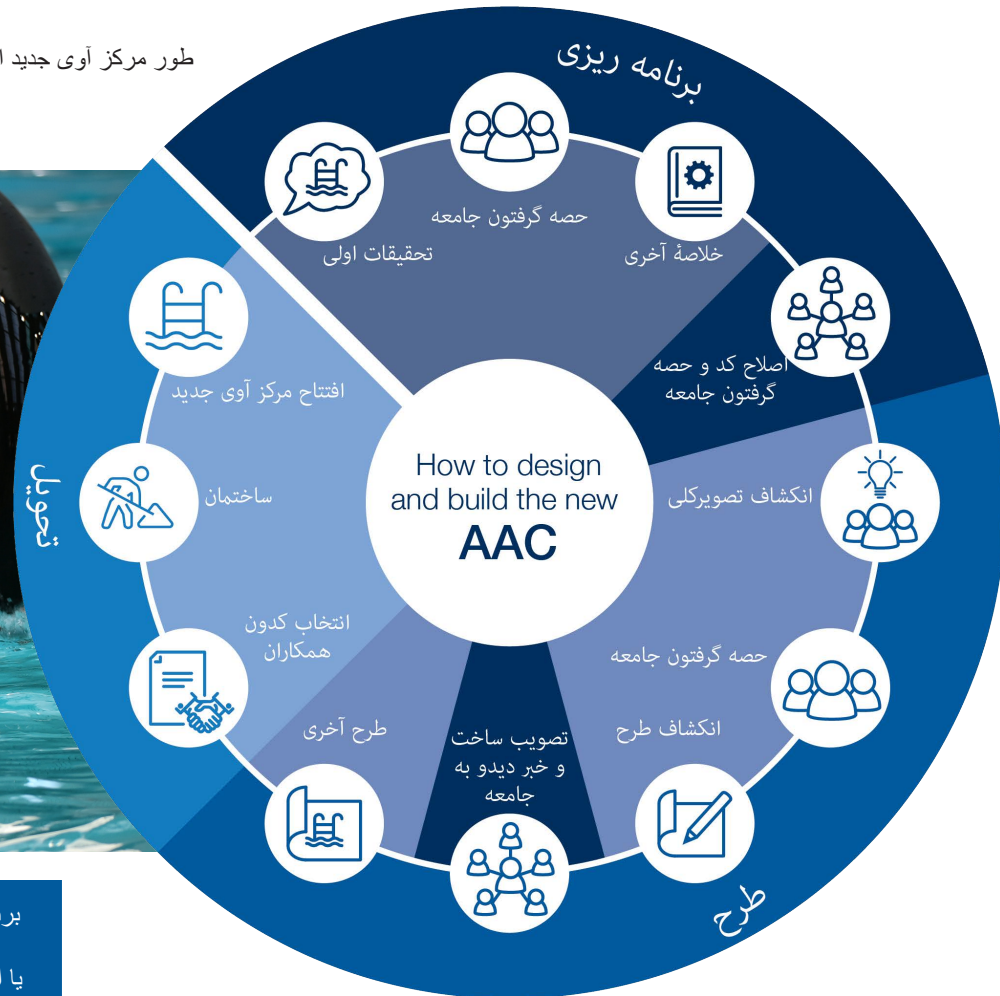 طور مرکز آوی جدید
برنامه ریزی
تحقیقات اولی
حصه گرفتون جامعه
خلاصهٔ آخری
اصلاح کد و حصه
گرفتون جامعه
انکشاف تصویرکلی
حصه گرفتون جامعه
انکشاف طرح
طرح
تصویب ساخت
و خبر دیدو به
جامعه
طرح آخری
انتخاب کدون
همکاران
ساختمان
افتتاح مرکز آوی جدید
تحویل
How to design
and build the new
AAC
یا